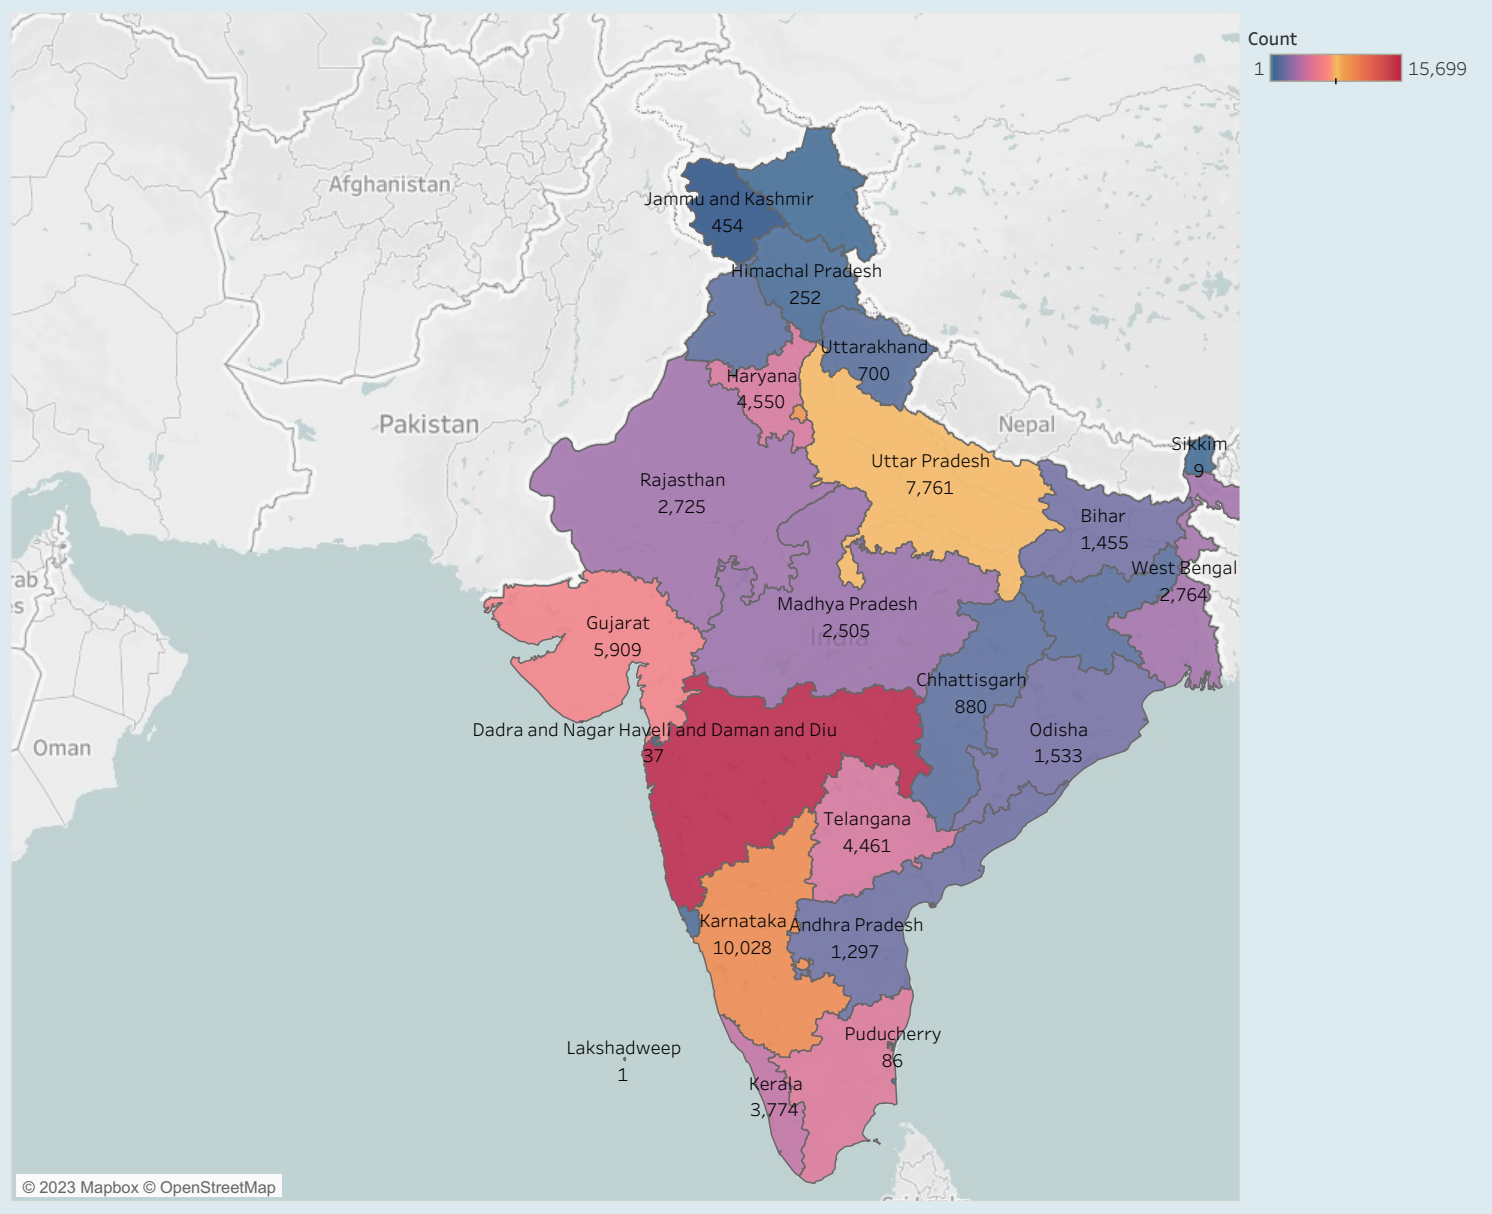 Count
1
15,699
Afghanistan
Jammu and Kashmir
454
Himachal Pradesh
252
Uttarakhand
700
Haryana
4,550
Pakistan
Nepal
Sikkim
9
Uttar Pradesh
7,761
Rajasthan
2,725
Bihar
1,455
West Bengal
2,764
Madhya Pradesh
2,505
India
Gujarat
5,909
Chhattisgarh
880
Dadra and Nagar Haveli and Daman and Diu
37
Odisha
1,533
Oman
Telangana
4,461
Karnataka
10,028
Andhra Pradesh
1,297
Puducherry
86
Lakshadweep
1
Kerala
3,774
© 2023 Mapbox © OpenStreetMap